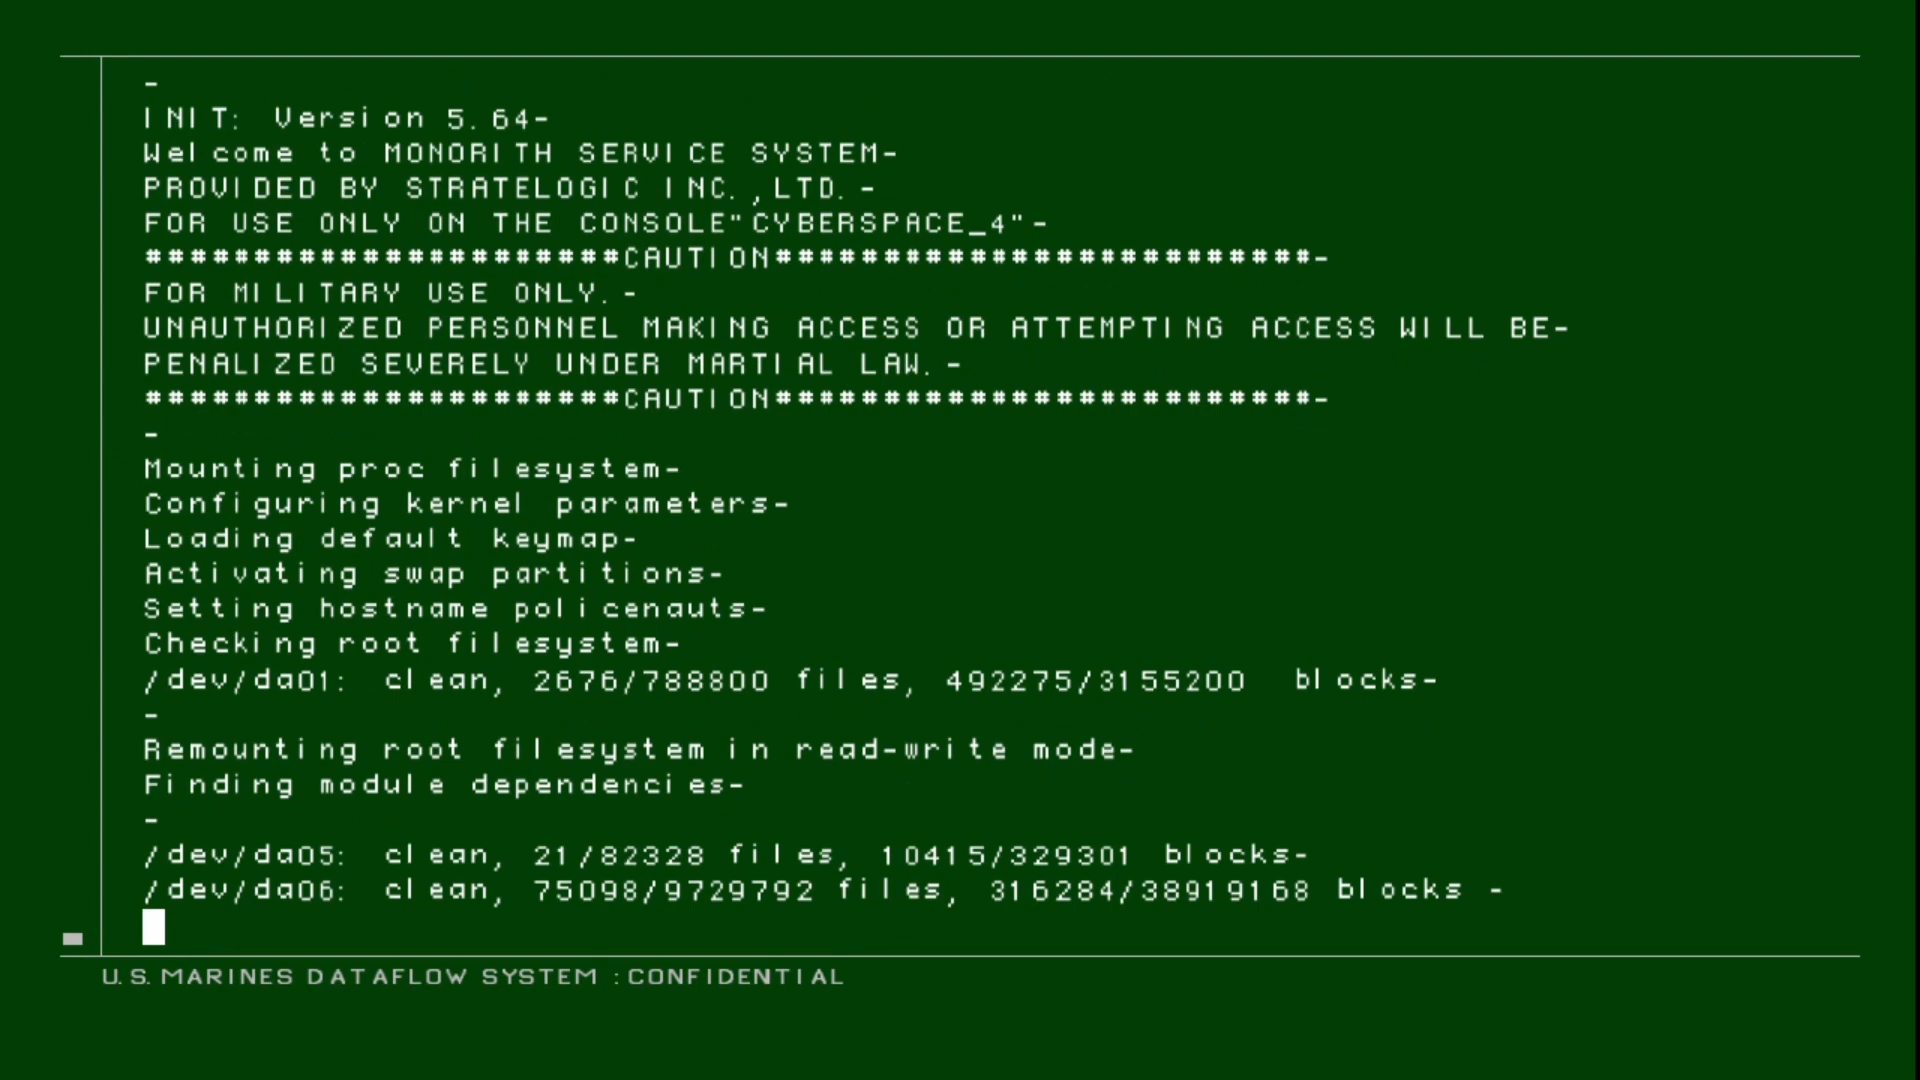 -
INIT: Version 5.64-
Welcome to MONORITH SERVICE SYSTEM-
PROVIDED BY STRATELOGIC INC.,LTD.-
FOR USE ONLY ON THE CONSOLE"CYBERSPACE_4"-
######################CAUTION#########################-
FOR MILITARY USE ONLY.-
UNAUTHORIZED PERSONNEL MAKING ACCESS OR ATTEMPTING ACCESS WILL BE-
PENALIZED SEVERELY UNDER MARTIAL LAW.-
######################CAUTION#########################-
-
Mounting proc filesystem-
Configuring kernel parameters-
Loading default keymap-
Activating swap partitions-
Setting hostname policenauts-
Checking root filesystem-
/dev/da01: clean, 2676/788800 files, 492275/3155200 blocks-
-
Remounting root filesystem in read-write mode-
Finding module dependencies-
-
/dev/da05: clean, 21/82328 files, 10415/329301 blocks-
/dev/da06: clean, 75098/9729792 files, 316284/38919168 blocks -
U.S.MARINES DATAFLOW SYSTEM :CONFIDENTIAL